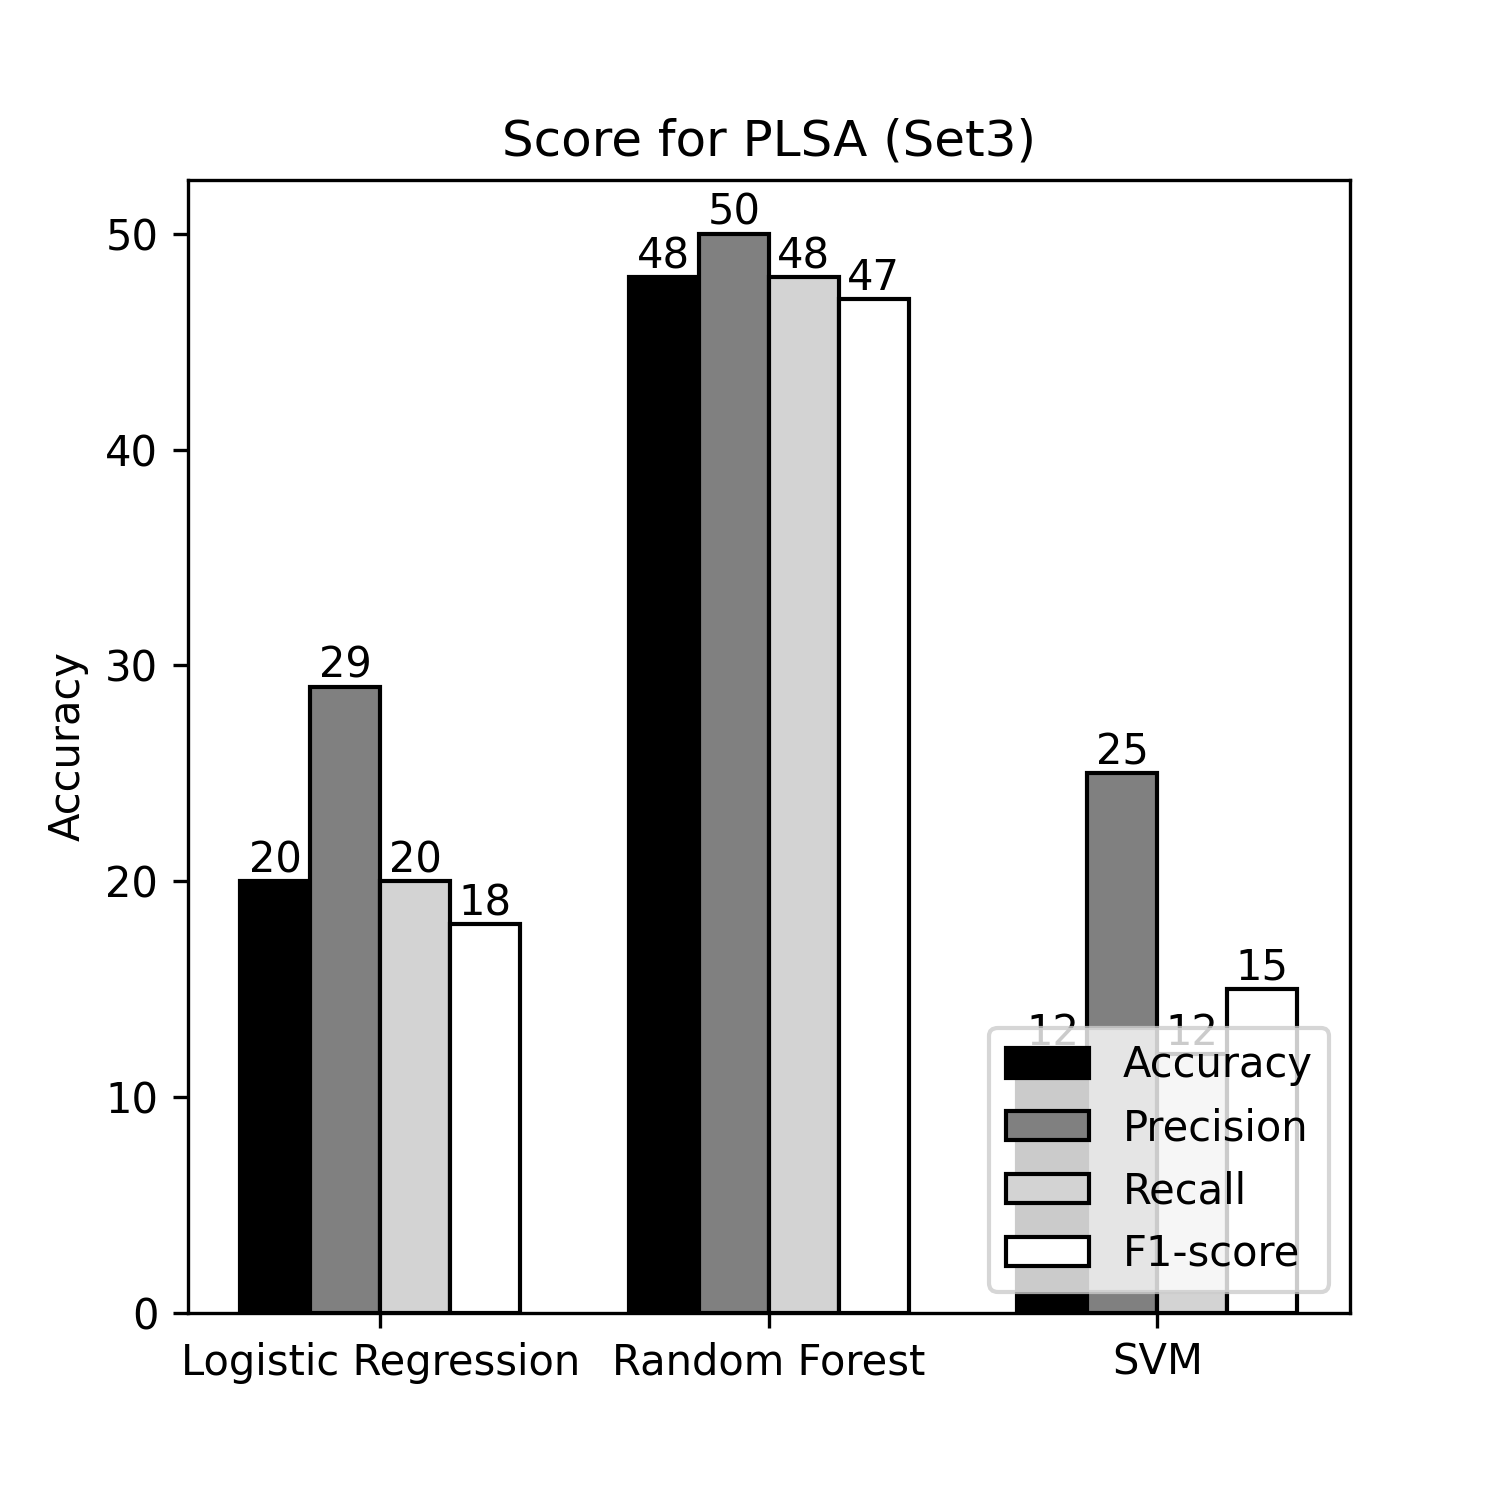 Score for PLSA (Set3)
Accuracy
50
40
30
20
10
0
20
29
20
18
48
50
48
47
12
25
12
15
Accuracy
Precision
Recall
F1-score
Logistic Regression
Random Forest
SVM